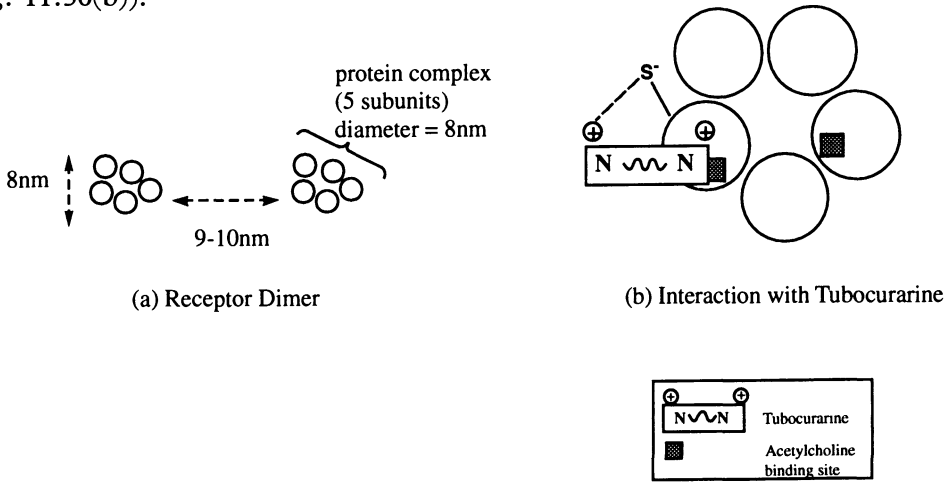 g. 11.50(b)).
protein complex
(5 subunits)
diameter = 8nm
8nm
9-10nm
(a) Receptor Dimer
S-
+
+
N N
(b) Interaction with Tubocurarine
+ +
N N
Tubocurarine
Acetylcholine
binding site